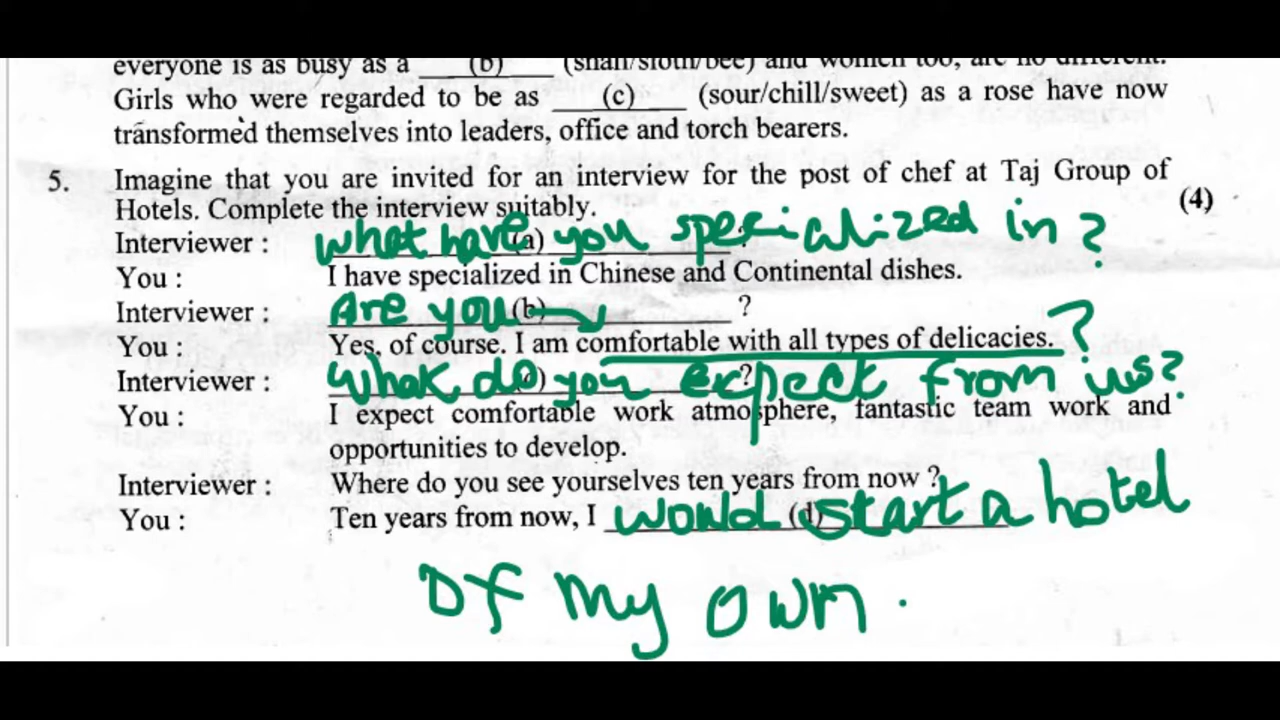 everyone is as busy as a (b) (snail/sloth/bee) and women too, are no different.
Girls who were regarded to be as (c) (sour/chill/sweet) as a rose have now
transformed themselves into leaders, office and torch bearers.
5. Imagine that you are invited for an interview for the post of chef at Taj Group of
Hotels. Complete the interview suitably. (4)
Interviewer : What have (a) you specialized in ?
You : I have specialized in Chinese and Continental dishes.
Interviewer : Are you (b) ?
You : Yes, of course. I am comfortable with all types of delicacies. ?
Interviewer : What do (c) you expect from us? ?
You : I expect comfortable work atmosphere, fantastic team work and
opportunities to develop.
Interviewer : Where do you see yourselves ten years from now ?
You : Ten years from now, I would (d) start a hotel
of my own.